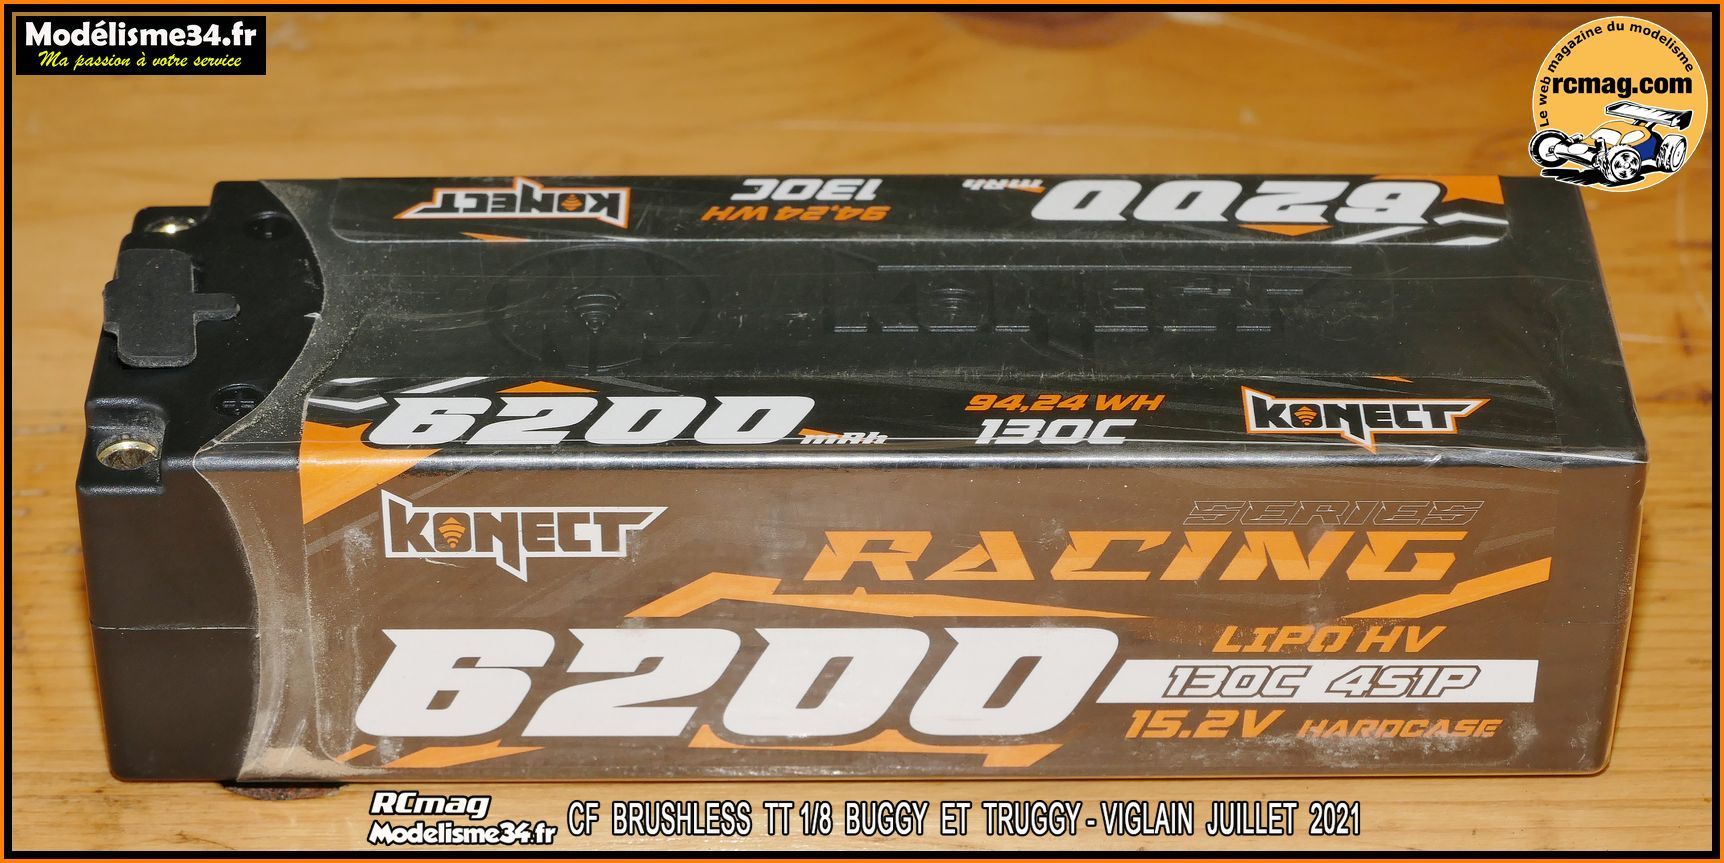 Modélisme34.fr
Ma passion à votre service
Le web magazine du modelisme
rcmag.com
6200 mAh
94,24 WH
130C
KONECT
KONECT
6200 mAh
94,24 WH
130C
KONECT
KONECT
SERIES
RACING
6200
LIPO HV
130C 4S1P
15.2V HARDCASE
RCmag
Modelisme34.fr
CF BRUSHLESS TT 1/8 BUGGY ET TRUGGY - VIGLAIN JUILLET 2021